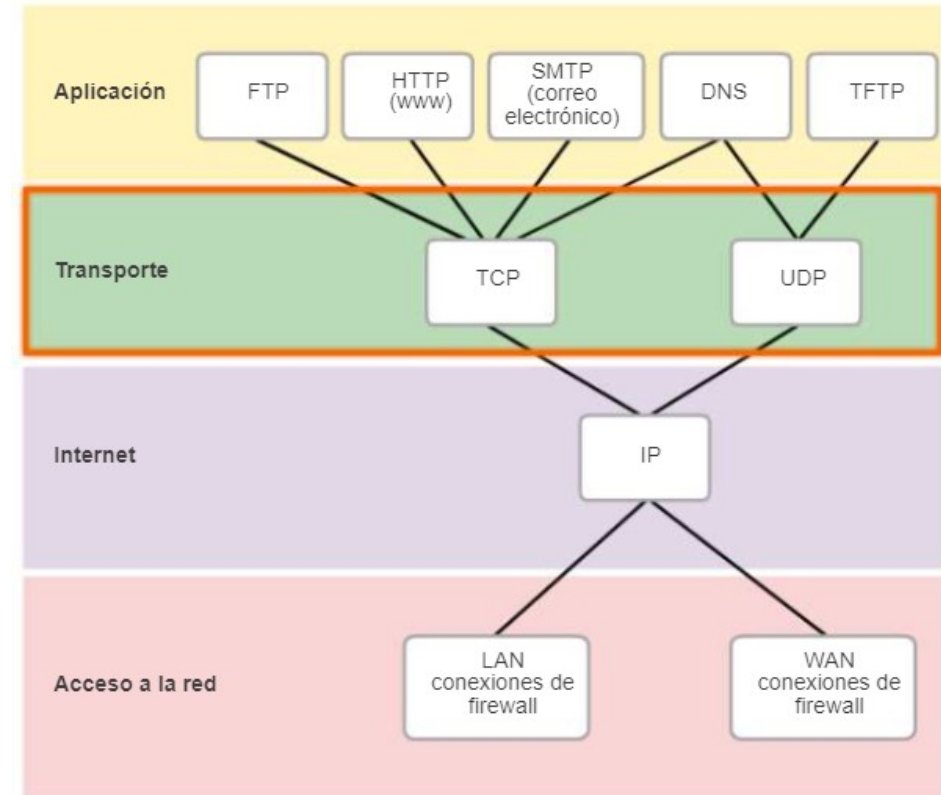 Aplicación
FTP
HTTP
(www)
SMTP
(correo
electrónico)
DNS
TFTP
Transporte
TCP
UDP
Internet
IP
Acceso a la red
LAN
conexiones de
firewall
WAN
conexiones de
firewall